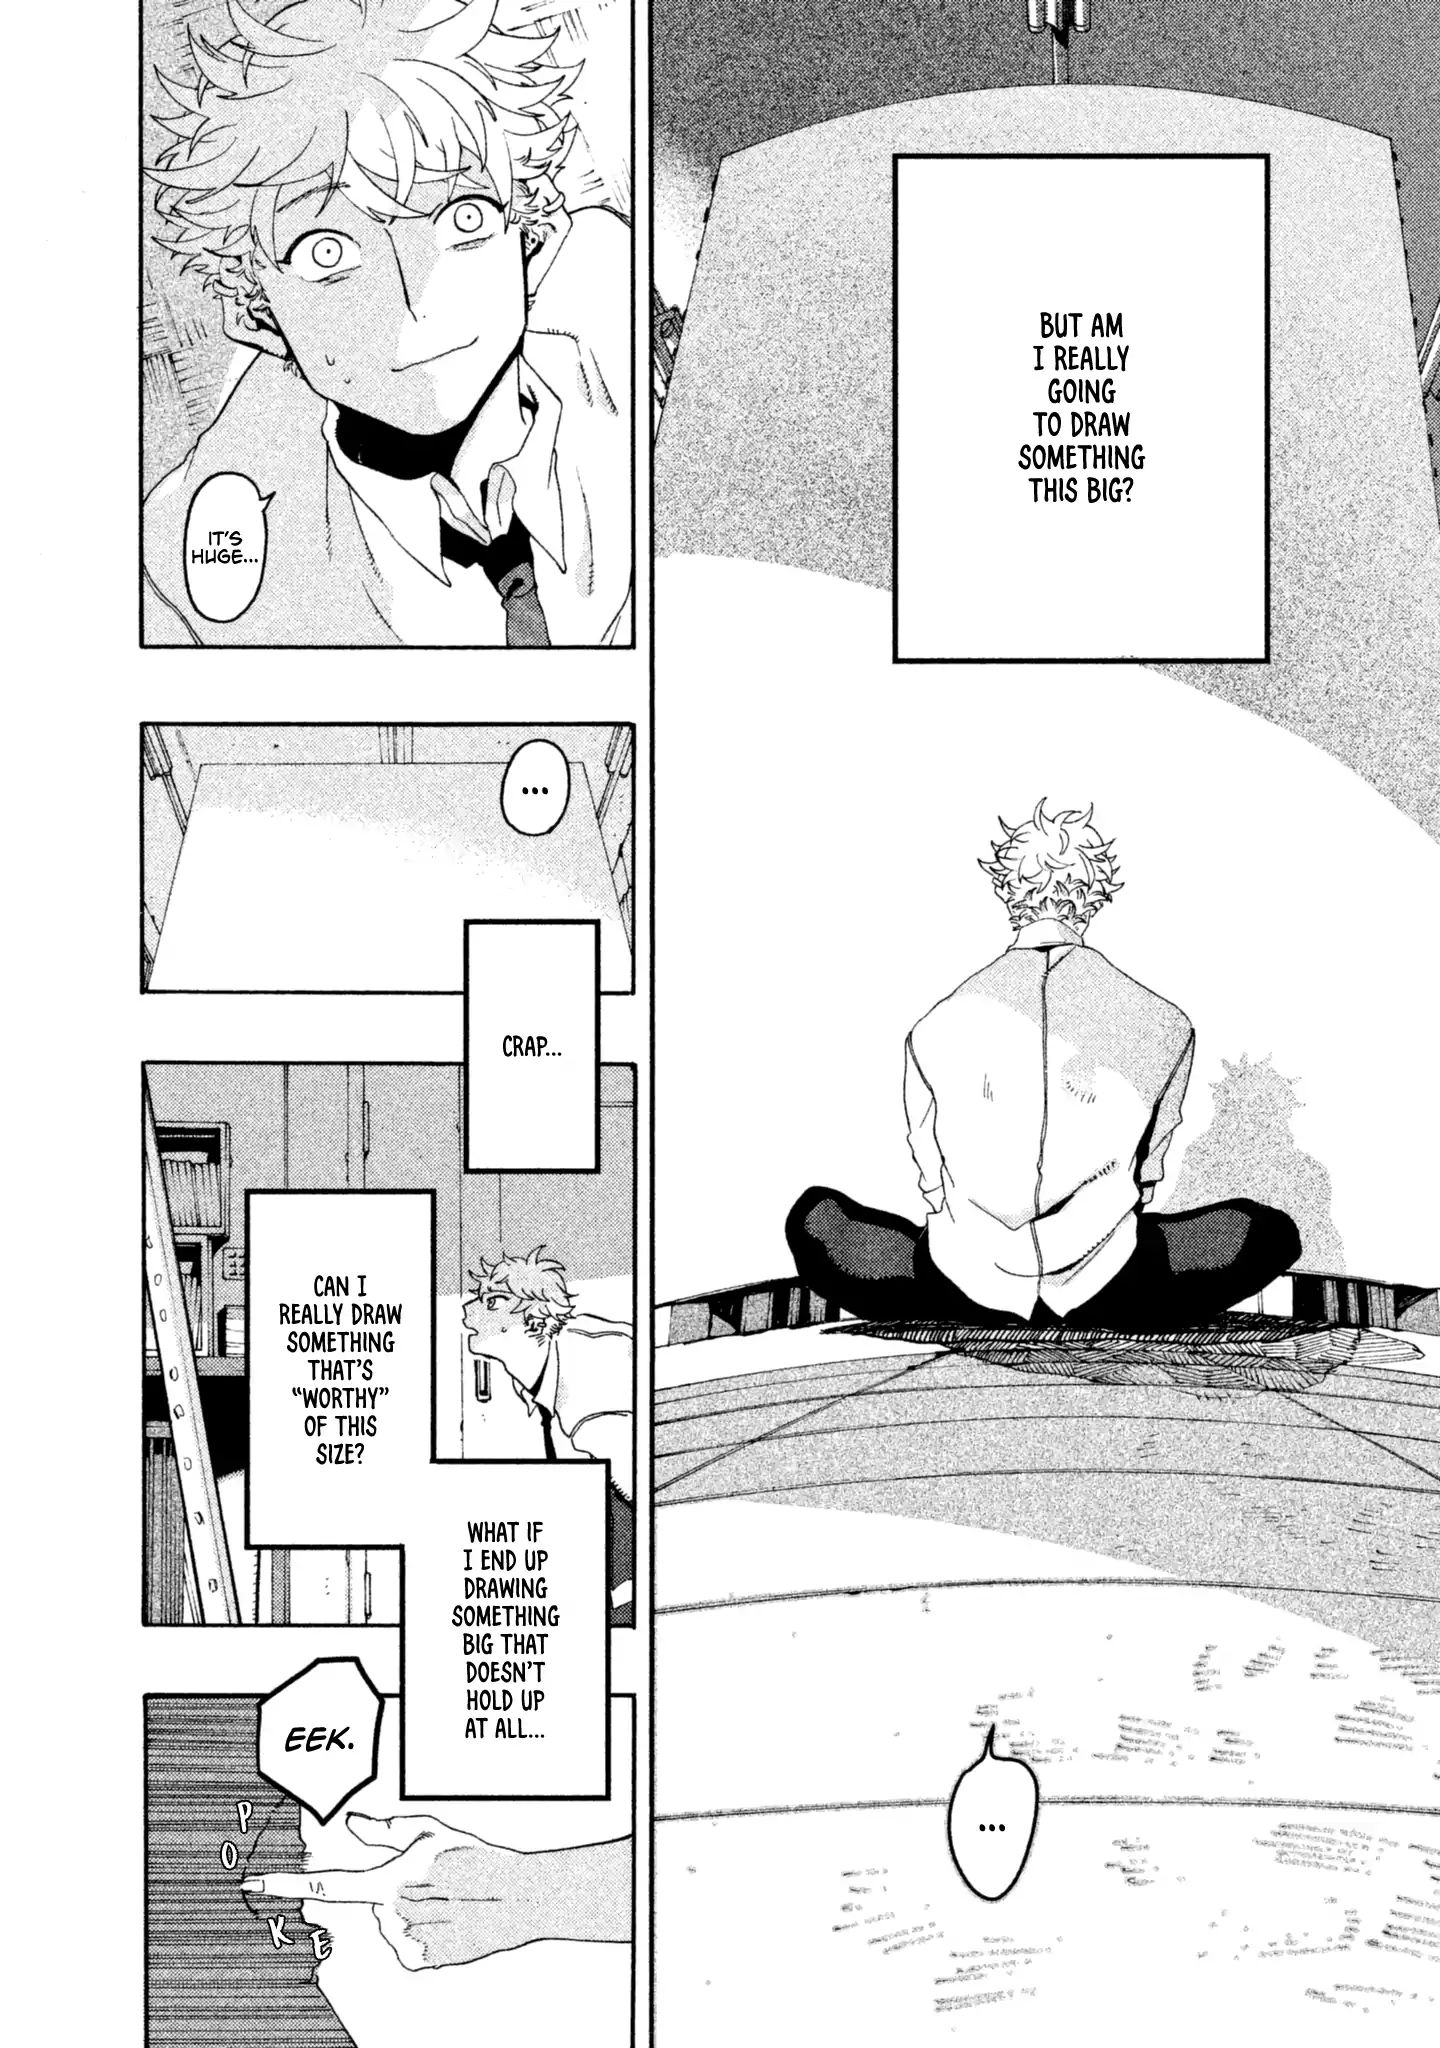 BUT AM
I REALLY
GOING
TO DRAW
SOMETHING
THIS BIG?
...
IT'S
HUGE...
...
CRAP...
CAN I
REALLY DRAW
SOMETHING
THAT'S
"WORTHY"
OF THIS
SIZE?
WHAT IF
I END UP
DRAWING
SOMETHING
BIG THAT
DOESN'T
HOLD UP
AT ALL...
EEK.
POKE